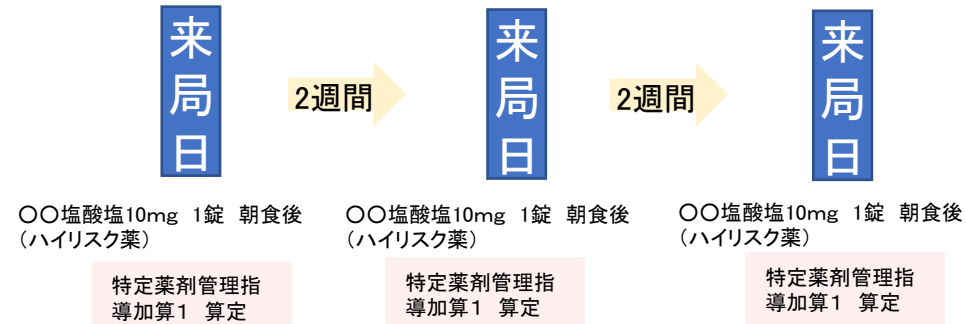 来局日
2週間
来局日
2週間
来局日
〇〇塩酸塩10mg 1錠 朝食後
（ハイリスク薬）
特定薬剤管理指
導加算１ 算定
〇〇塩酸塩10mg 1錠 朝食後
（ハイリスク薬）
特定薬剤管理指
導加算１ 算定
〇〇塩酸塩10mg 1錠 朝食後
（ハイリスク薬）
特定薬剤管理指
導加算１ 算定